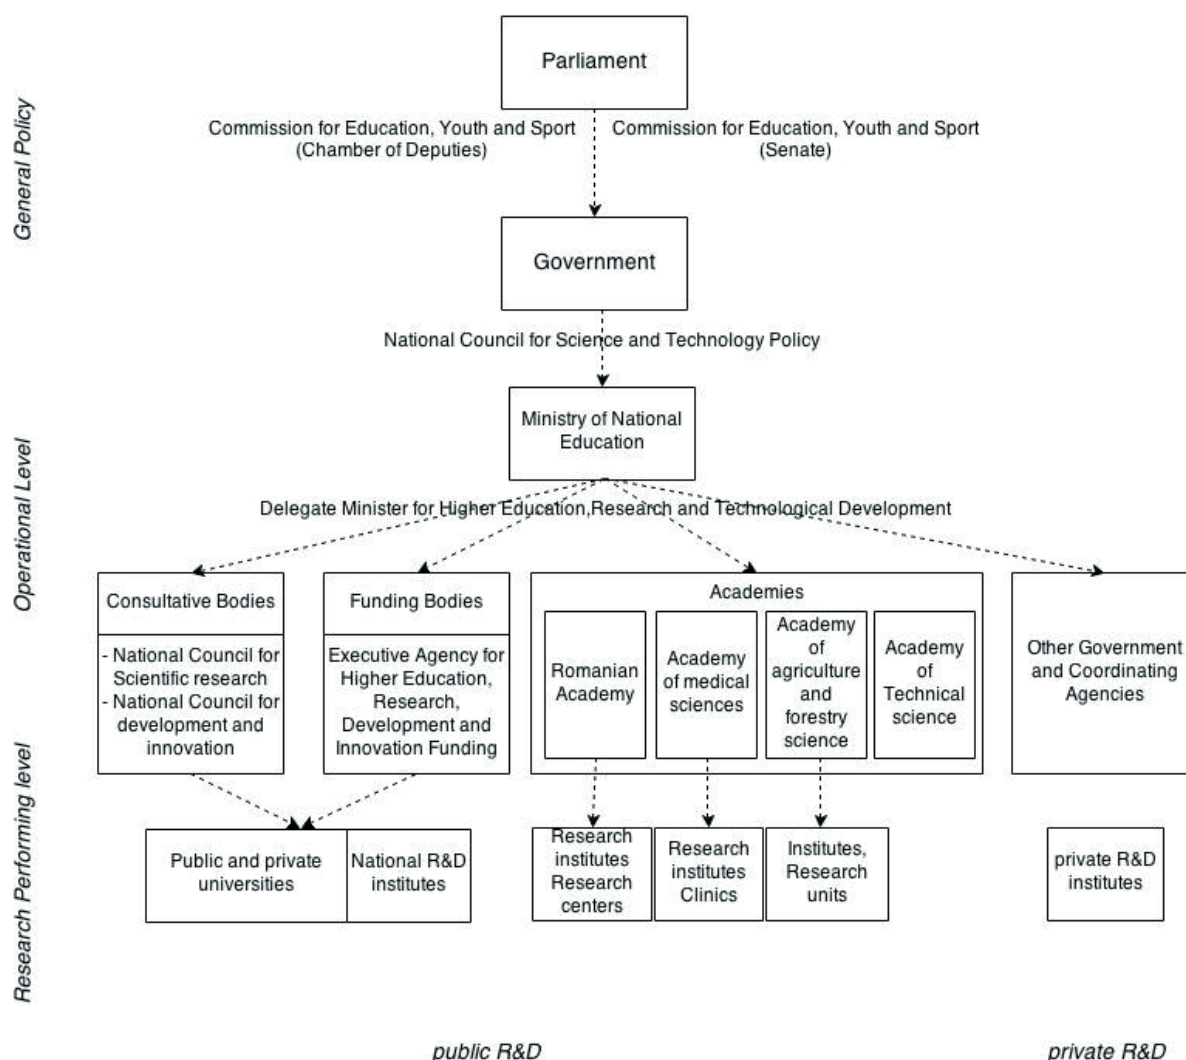 Parliament
Commission for Education, Youth and Sport
(Chamber of Deputies)
Commission for Education, Youth and Sport
(Senate)
General Policy
Government
National Council for Science and Technology Policy
Ministry of National
Education
Operational Level
Delegate Minister for Higher Education,Research and Technological Development
Consultative Bodies
- National Council for
Scientific research
- National Council for
development and
innovation
Funding Bodies
Executive Agency for
Higher Education,
Research,
Development and
Innovation Funding
Academies
Romanian
Academy
Academy
of medical
sciences
Academy
of
agriculture
and
forestry
science
Academy
of
Technical
science
Other Government
and Coordinating
Agencies
Research Performing level
Public and private
universities
National R&D
institutes
Research
institutes
Research
centers
Research
institutes
Clinics
Institutes,
Research
units
private R&D
institutes
public R&D
private R&D